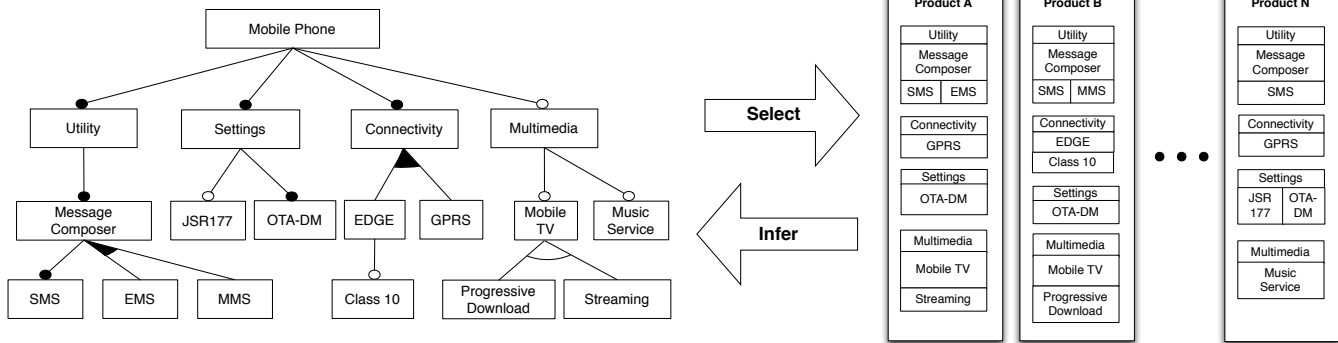 Mobile Phone
Utility
Settings
Connectivity
Multimedia
Message
Composer
JSR177
OTA-DM
EDGE
GPRS
Mobile
TV
Music
Service
SMS
EMS
MMS
Class 10
Progressive
Download
Streaming
Select
Infer
Product A
Utility
Message
Composer
SMS EMS
Connectivity
GPRS
Settings
OTA-DM
Multimedia
Mobile TV
Streaming
Product B
Utility
Message
Composer
SMS MMS
Connectivity
EDGE
Class 10
Settings
OTA-DM
Multimedia
Mobile TV
Progressive
Download
Product N
Utility
Message
Composer
SMS
Connectivity
GPRS
Settings
JSR
177
OTA-
DM
Multimedia
Music
Service